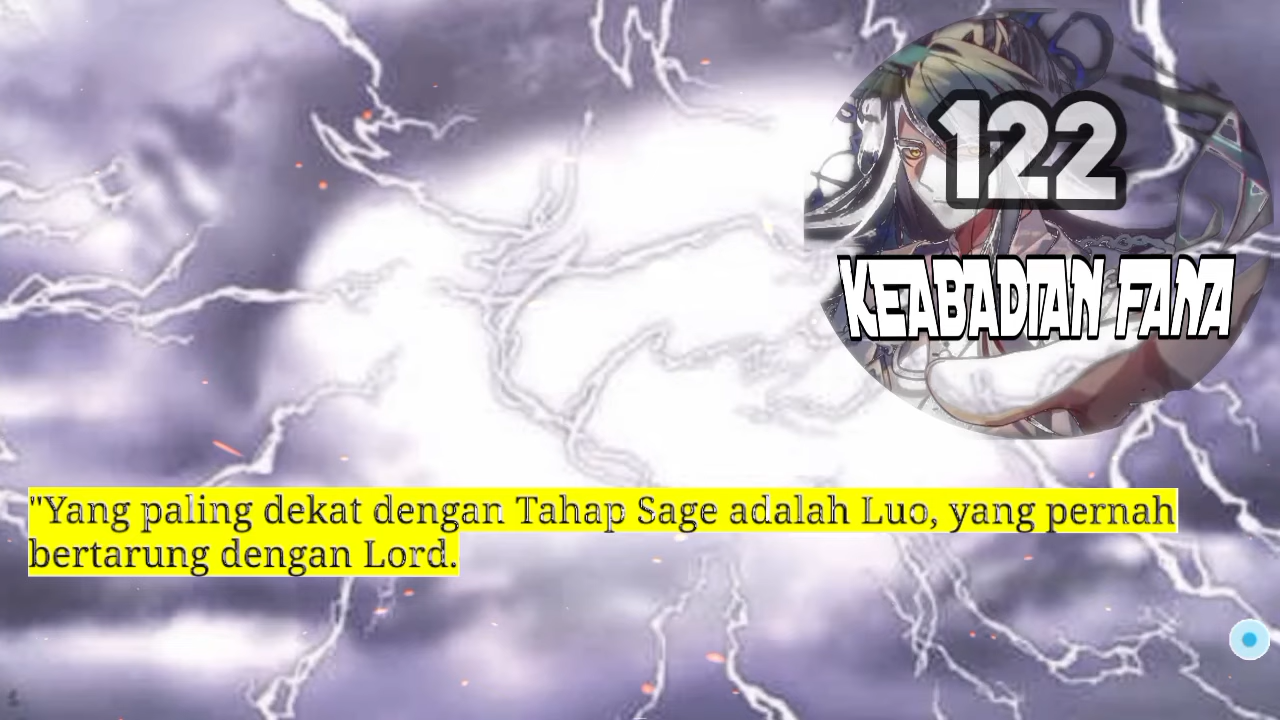 122
KEABADIAN FANA
"Yang paling dekat dengan Tahap Sage adalah Luo, yang pernah
bertarung dengan Lord.